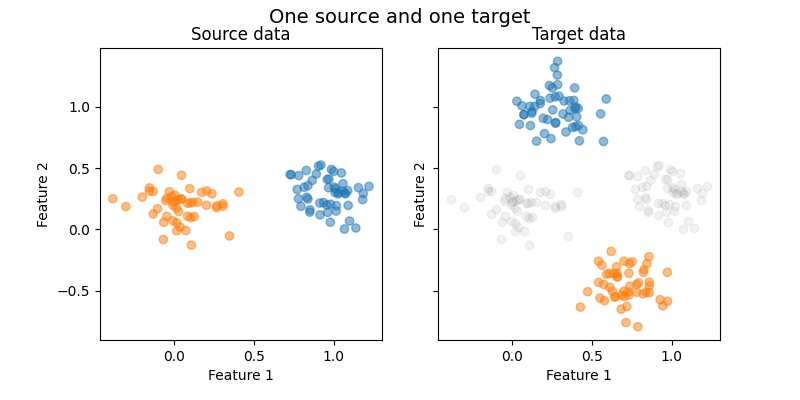 One source and one target
Source data
Target data
Feature 2
1.0
0.5
0.0
−0.5
0.0 0.5 1.0
Feature 1
Feature 2
0.0 0.5 1.0
Feature 1